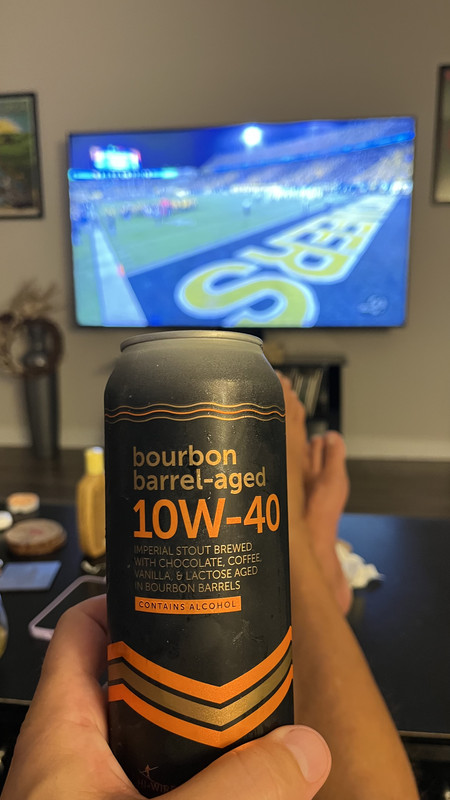 ERS
bourbon
barrel-aged
10W-40
IMPERIAL STOUT BREWED
WITH CHOCOLATE, COFFEE,
VANILLA, & LACTOSE AGED
IN BOURBON BARRELS
CONTAINS ALCOHOL